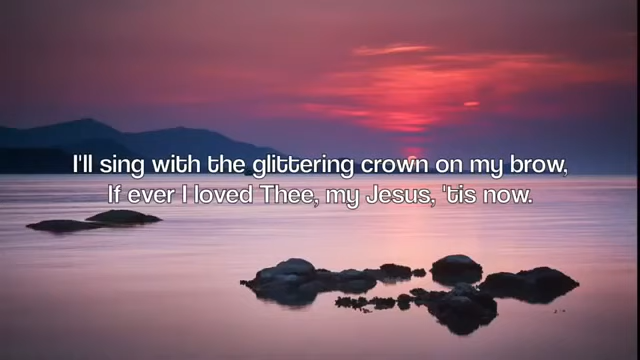 I'll sing with the glittering crown on my brow,
If ever I loved Thee, my Jesus, 'tis now.